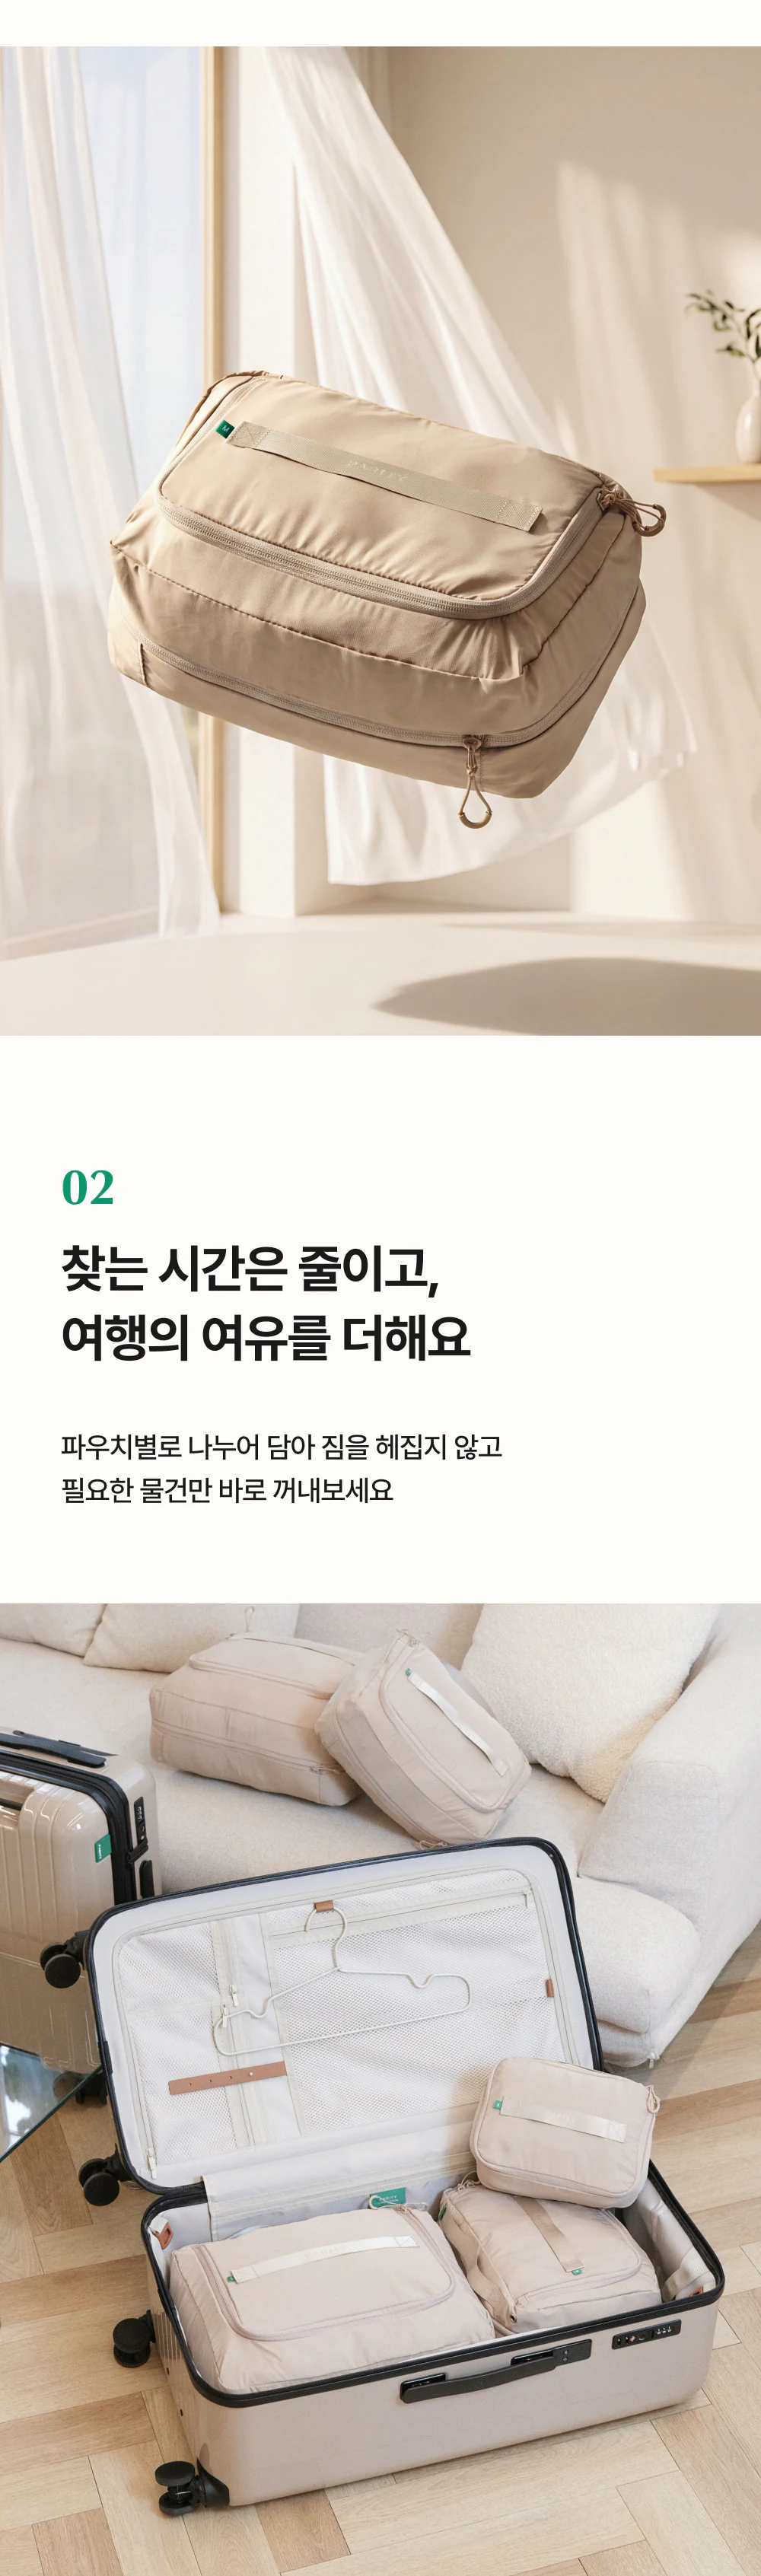 02
찾는 시간은 줄이고,
여행의 여유를 더해요
파우치별로 나누어 담아 짐을 헤집지 않고
필요한 물건만 바로 꺼내보세요